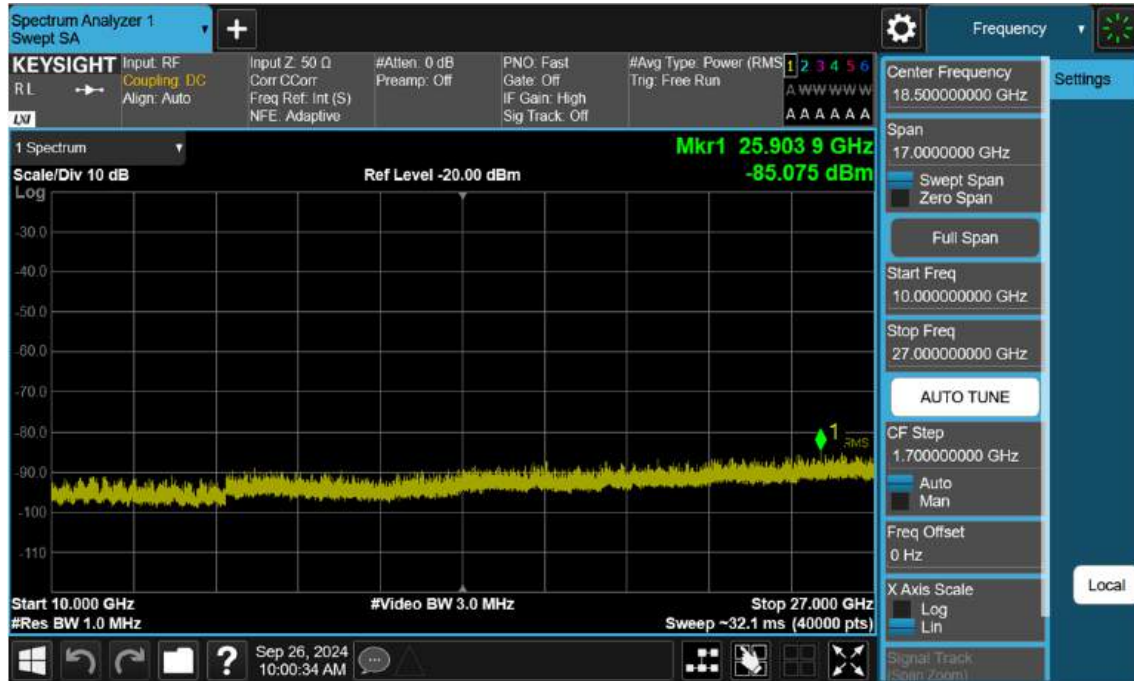 Spectrum Analyzer 1
Swept SA
+
Frequency
KEYSIGHT
RL
LXI
Input: RF
Coupling: DC
Align: Auto
Input Z: 50 Ω
Corr CCorr
Freq Ref: Int (S)
NFE: Adaptive
#Atten: 0 dB
Preamp: Off
PNO: Fast
Gate: Off
IF Gain: High
Sig Track: Off
#Avg Type: Power (RMS
Trig: Free Run
1 2 3 4 5 6
A W W W W W
A A A A A A
1 Spectrum
Scale/Div 10 dB
Ref Level -20.00 dBm
Mkr1 25.903 9 GHz
-85.075 dBm
Log
-30.0
-40.0
-50.0
-60.0
-70.0
-80.0
-90.0
-100
-110
1
RMS
Start 10.000 GHz
#Video BW 3.0 MHz
Stop 27.000 GHz
#Res BW 1.0 MHz
Sweep ~32.1 ms (40000 pts)
?
Sep 26, 2024
10:00:34 AM
Center Frequency
18.500000000 GHz
Span
17.0000000 GHz
Swept Span
Zero Span
Full Span
Start Freq
10.000000000 GHz
Stop Freq
27.000000000 GHz
AUTO TUNE
CF Step
1.700000000 GHz
Auto
Man
Freq Offset
0 Hz
X Axis Scale
Log
Lin
Signal Track
(Span Zoom)
Settings
Local